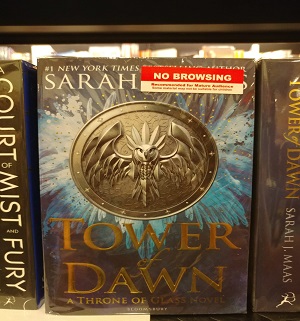 #1 NEW YORK TIMES
AUTHOR
SARAH
NO BROWSING
Recommended for Mature Audience
TOWER
of
DAWN
A THRONE OF GLASS NOVEL
BLOOMSBURY
COURT
OF
MIST
AND
FURY
TOWER
DAWN
SARAH J. MAAS